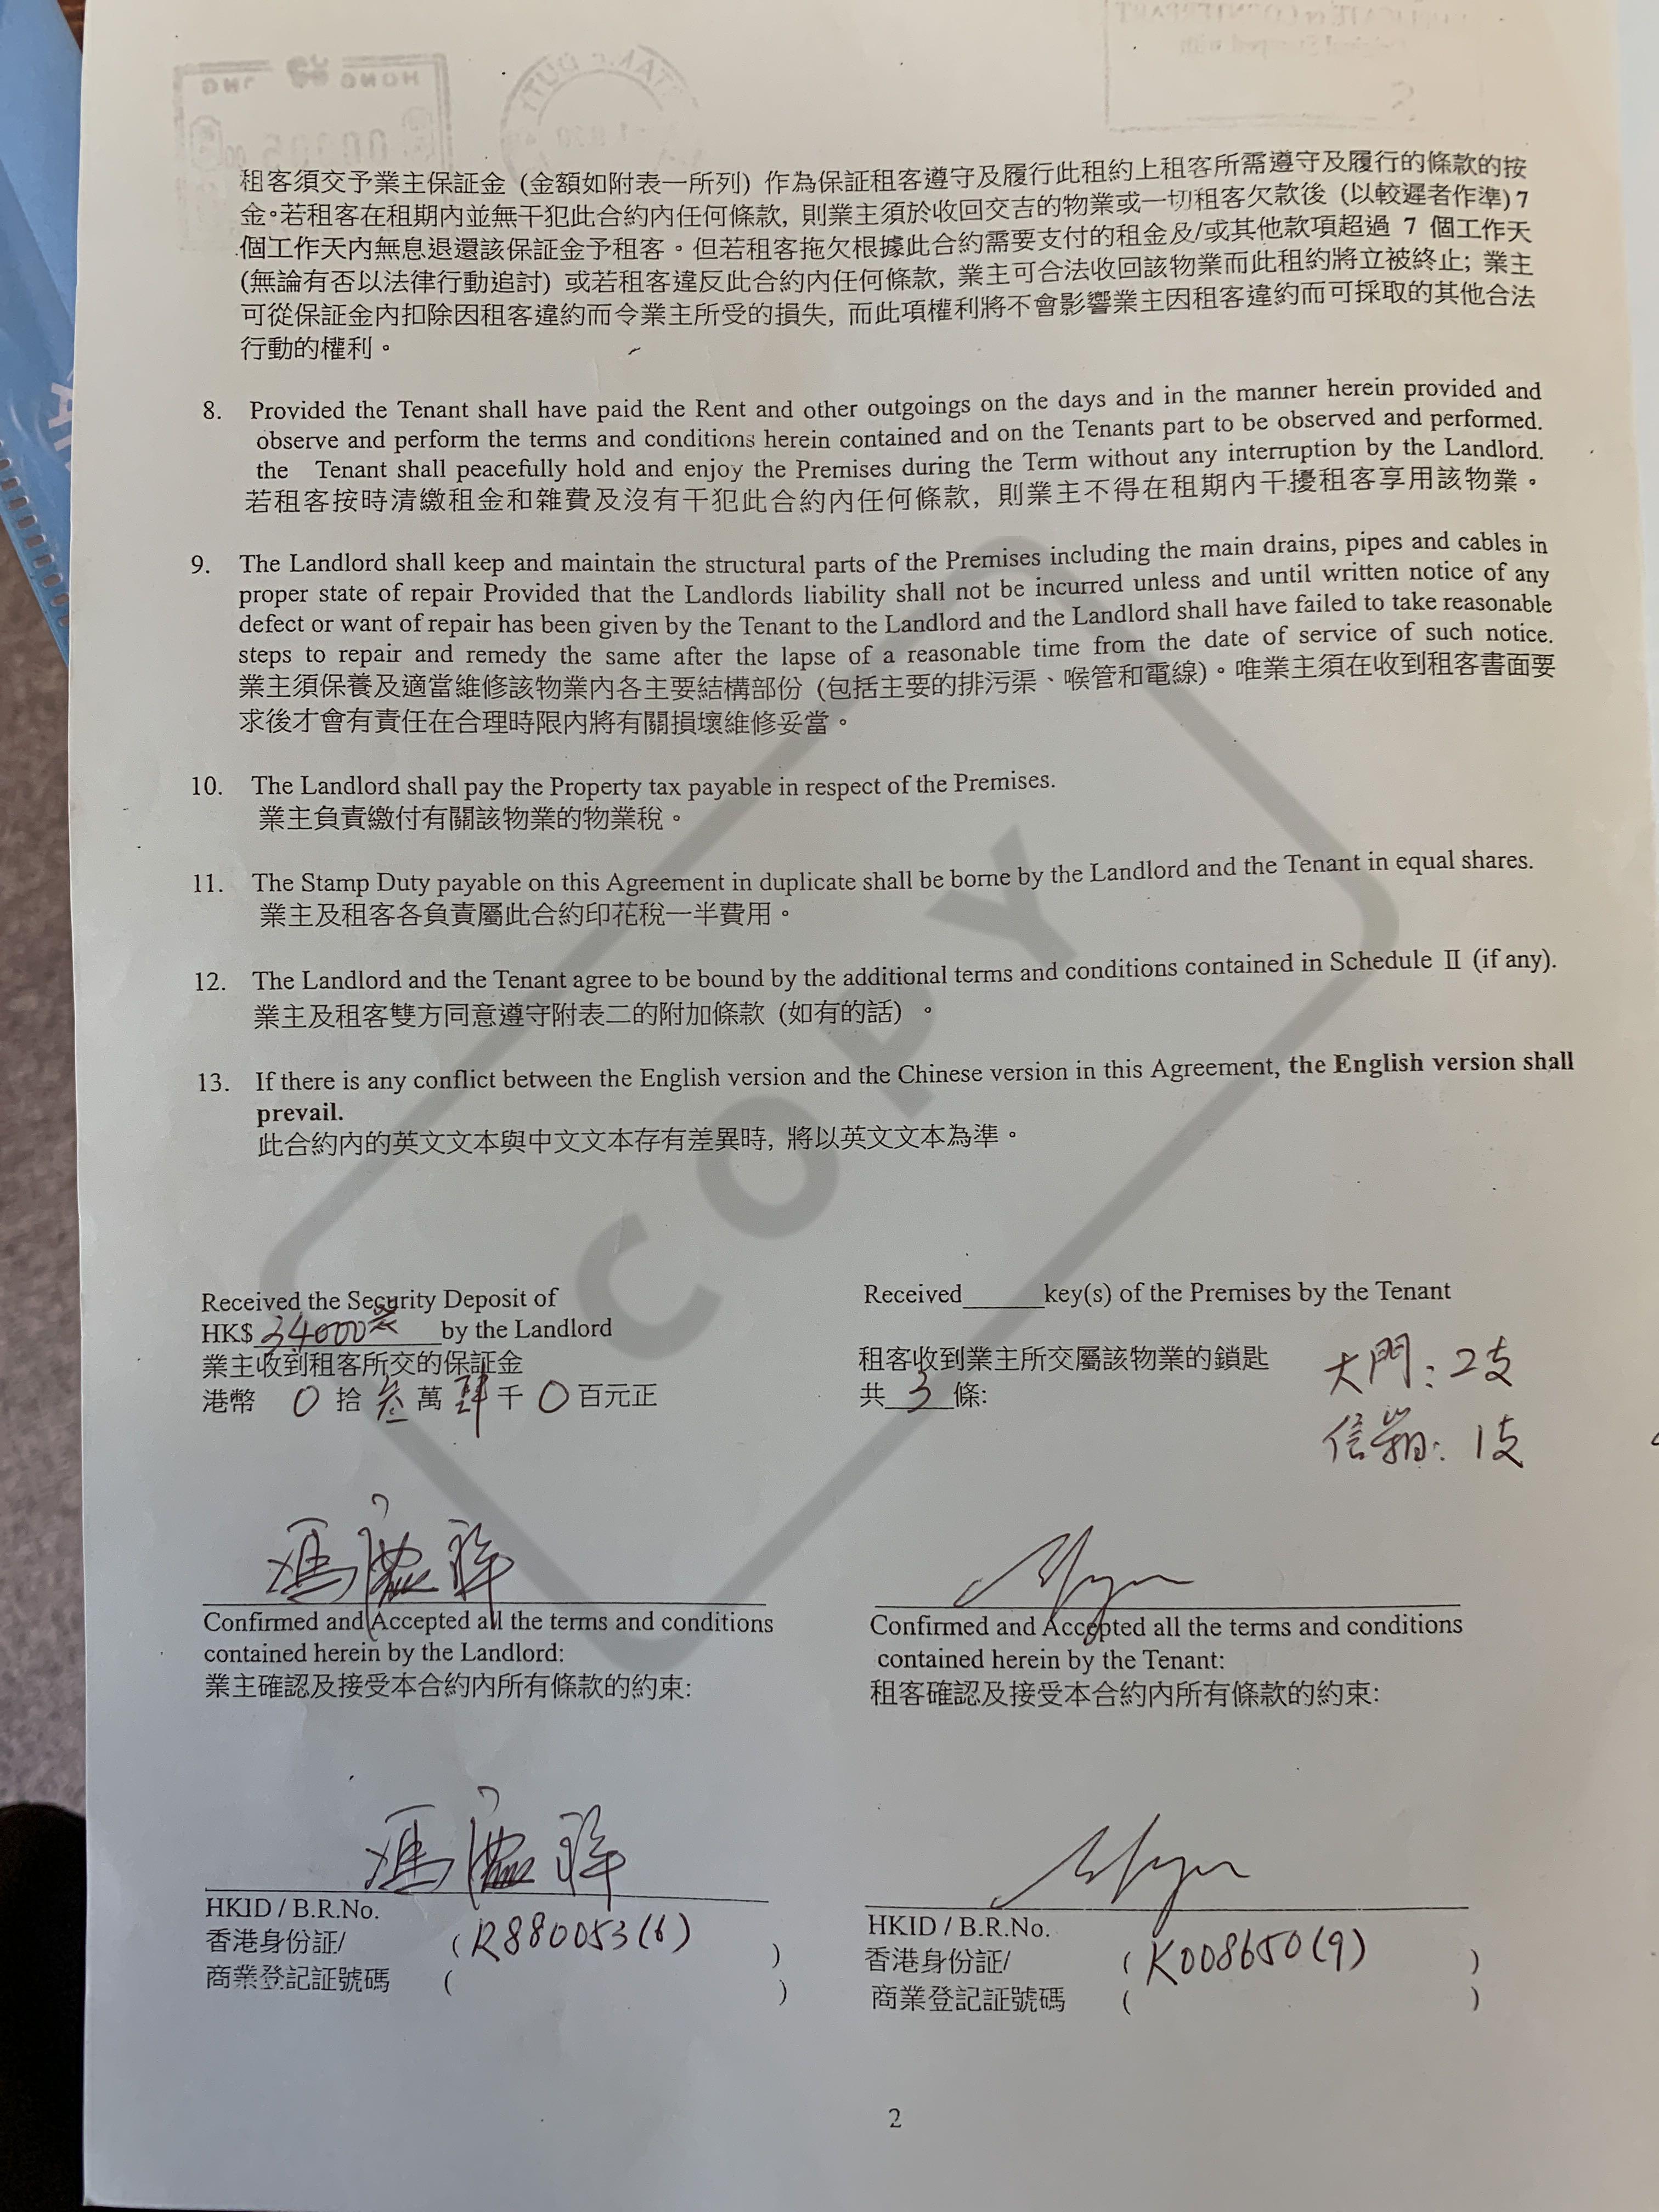 租客須交予業主保証金 (金額如附表一所列) 作為保証租客遵守及履行此租約上租客所需遵守及履行的條款的按
金。若租客在租期內並無干犯此合約內任何條款, 則業主須於收回交吉的物業或一切租客欠款後 (以較遲者作準) 7
個工作天內無息退還該保証金予租客。但若租客拖欠根據此合約需要支付的租金及/或其他款項超過 7 個工作天
(無論有否以法律行動追討) 或若租客違反此合約內任何條款, 業主可合法收回該物業而此租約將立被終止; 業主
可從保証金內扣除因租客違約而令業主所受的損失, 而此項權利將不會影響業主因租客違約而可採取的其他合法
行動的權利。
8. Provided the Tenant shall have paid the Rent and other outgoings on the days and in the manner herein provided and
observe and perform the terms and conditions herein contained and on the Tenants part to be observed and performed.
the Tenant shall peacefully hold and enjoy the Premises during the Term without any interruption by the Landlord.
若租客按時清繳租金和雜費及沒有干犯此合約內任何條款, 則業主不得在租期內干擾租客享用該物業。
9. The Landlord shall keep and maintain the structural parts of the Premises including the main drains, pipes and cables in
proper state of repair Provided that the Landlords liability shall not be incurred unless and until written notice of any
defect or want of repair has been given by the Tenant to the Landlord and the Landlord shall have failed to take reasonable
steps to repair and remedy the same after the lapse of a reasonable time from the date of service of such notice.
業主須保養及適當維修該物業內各主要結構部份 (包括主要的排污渠、喉管和電線)。唯業主須在收到租客書面要
求後才會有責任在合理時限內將有關損壞維修妥當。
10. The Landlord shall pay the Property tax payable in respect of the Premises.
業主負責繳付有關該物業的物業稅。
11. The Stamp Duty payable on this Agreement in duplicate shall be borne by the Landlord and the Tenant in equal shares.
業主及租客各負責屬此合約印花稅一半費用。
12. The Landlord and the Tenant agree to be bound by the additional terms and conditions contained in Schedule II (if any).
業主及租客雙方同意遵守附表二的附加條款 (如有的話) 。
13. If there is any conflict between the English version and the Chinese version in this Agreement, the English version shall
prevail.
此合約內的英文文本與中文文本存有差異時, 將以英文文本為準。
COPY
Received the Security Deposit of
HK$ 34000 by the Landlord
業主收到租客所交的保証金
港幣 0 拾 叁 萬 肆 千 0 百元正
Received______key(s) of the Premises by the Tenant
租客收到業主所交屬該物業的鎖匙
共 3 條:
大門: 2支
信箱: 1支
Confirmed and Accepted all the terms and conditions
contained herein by the Landlord:
業主確認及接受本合約內所有條款的約束:
Confirmed and Accepted all the terms and conditions
contained herein by the Tenant:
租客確認及接受本合約內所有條款的約束:
HKID / B.R.No.
香港身份証/ ( R880053(6) )
商業登記証號碼 ( )
HKID / B.R.No.
香港身份証/ ( K008650(9) )
商業登記証號碼 ( )
2